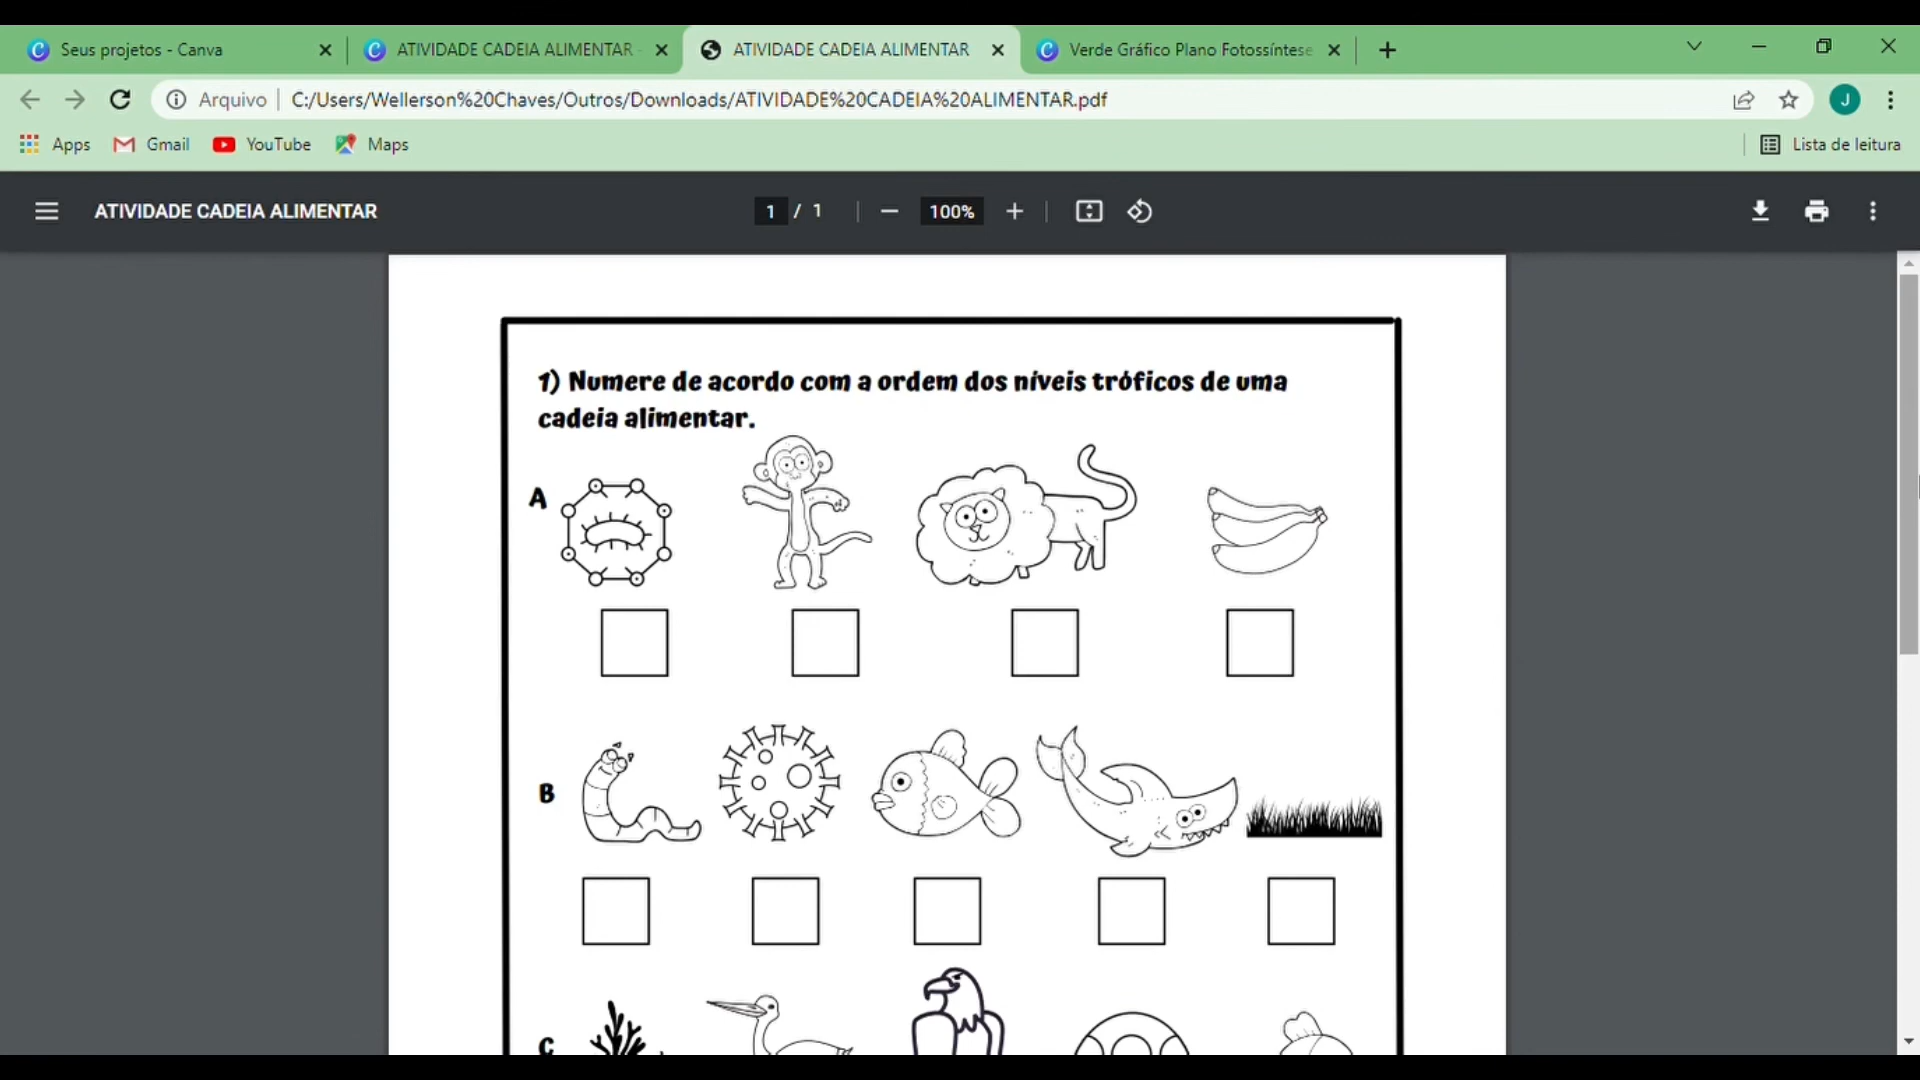 Seus projetos - Canva
ATIVIDADE CADEIA ALIMENTAR -
ATIVIDADE CADEIA ALIMENTAR
Verde Gráfico Plano Fotossíntese
Arquivo
C:/Users/Wellerson%20Chaves/Outros/Downloads/ATIVIDADE%20CADEIA%20ALIMENTAR.pdf
J
Apps
Gmail
YouTube
Maps
Lista de leitura
ATIVIDADE CADEIA ALIMENTAR
1 / 1
100%
1) Numere de acordo com a ordem dos níveis tróficos de uma
cadeia alimentar.
A
B
C